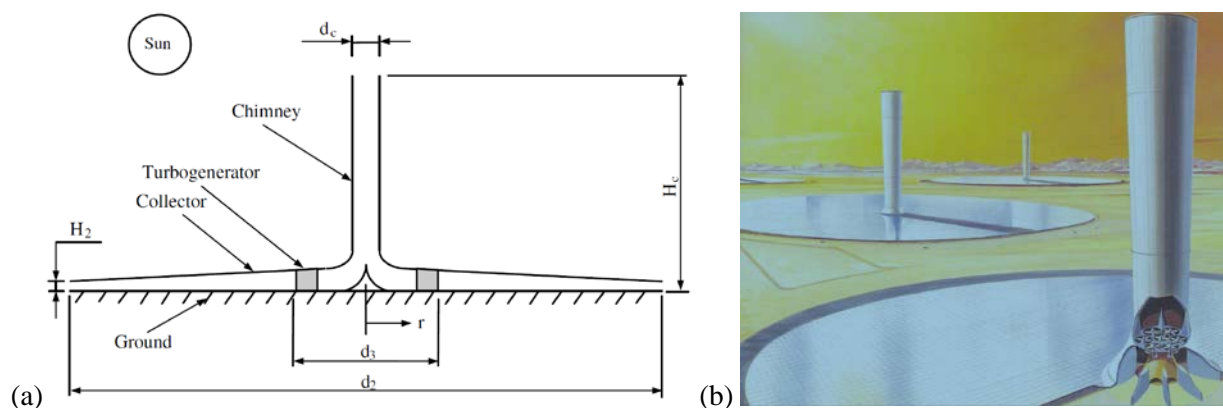 Sun
d_c
Chimney
Turbogenerator
Collector
H_c
H_2
Ground
r
d_3
d_2
(a)
(b)